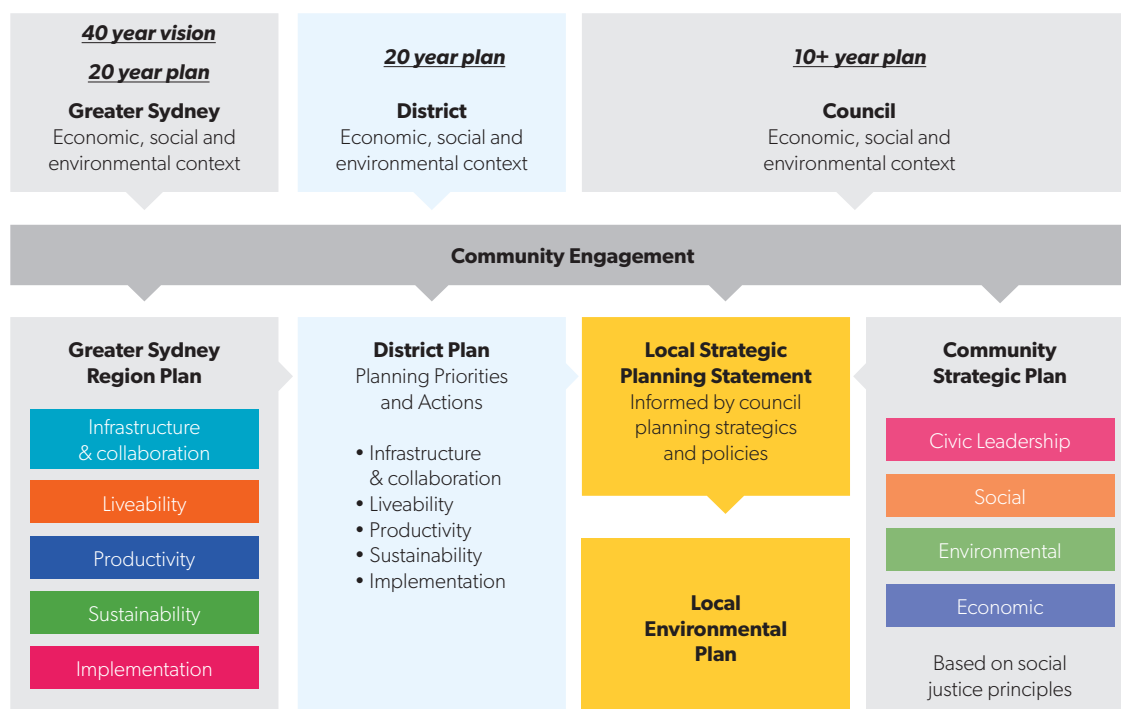 40 year vision
20 year plan
Greater Sydney
Economic, social and
environmental context
20 year plan
District
Economic, social and
environmental context
10+ year plan
Council
Economic, social and
environmental context
Community Engagement
Greater Sydney
Region Plan
Infrastructure
& collaboration
Liveability
Productivity
Sustainability
Implementation
District Plan
Planning Priorities
and Actions
• Infrastructure
& collaboration
• Liveability
• Productivity
• Sustainability
• Implementation
Local Strategic
Planning Statement
Informed by council
planning strategics
and policies
Local
Environmental
Plan
Community
Strategic Plan
Civic Leadership
Social
Environmental
Economic
Based on social
justice principles